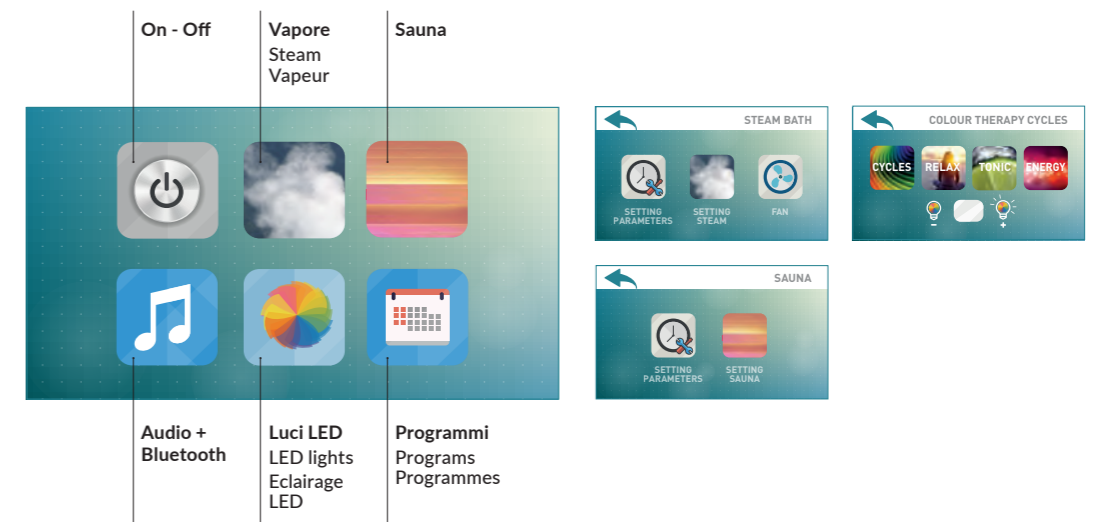 On - Off
Vapore
Steam
Vapeur
Sauna
Audio +
Bluetooth
Luci LED
LED lights
Eclairage
LED
Programmi
Programs
Programmes
STEAM BATH
SETTING
PARAMETERS
SETTING
STEAM
FAN
COLOUR THERAPY CYCLES
CYCLES
RELAX
TONIC
ENERGY
-
+
SAUNA
SETTING
PARAMETERS
SETTING
SAUNA